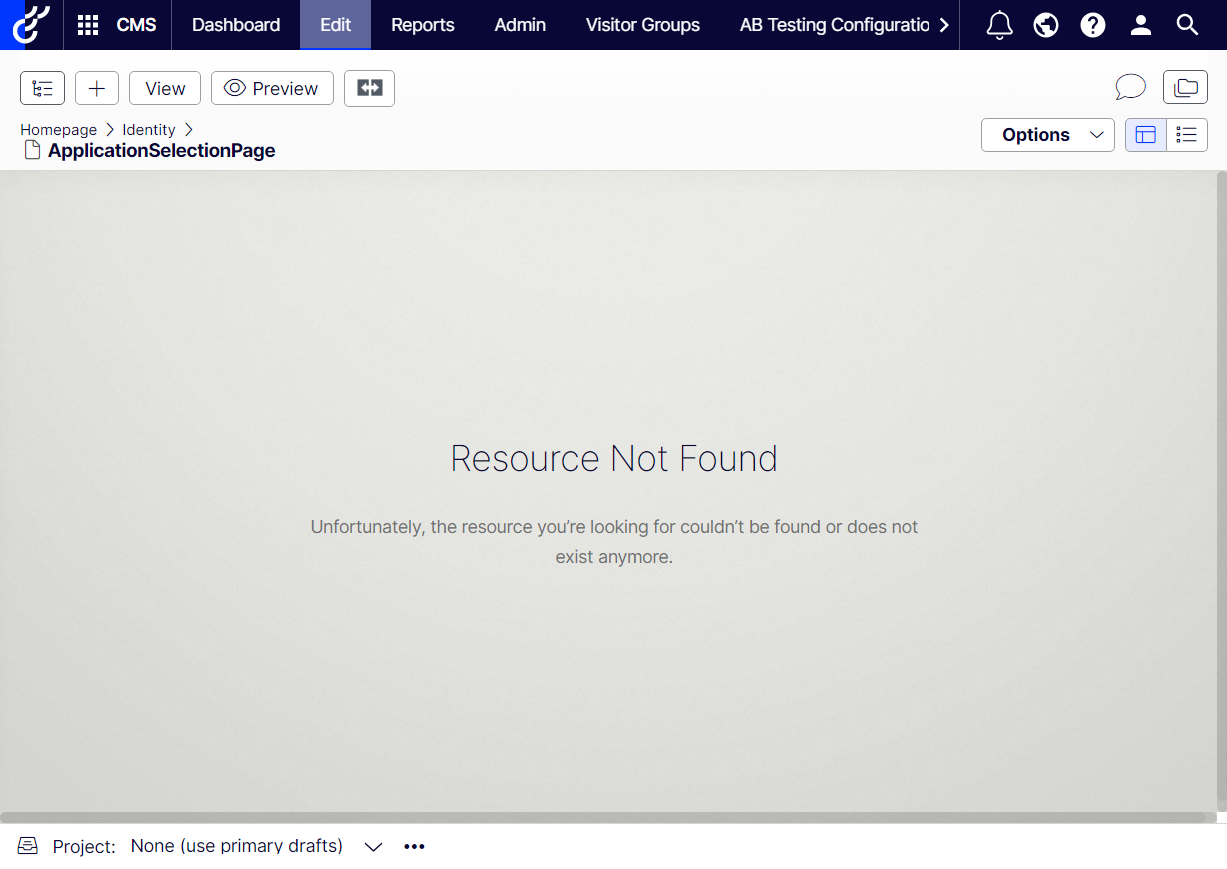 CMS Dashboard Edit Reports Admin Visitor Groups AB Testing Configuratio
View Preview
Homepage Identity
Options
ApplicationSelectionPage
Resource Not Found
Unfortunately, the resource you’re looking for couldn’t be found or does not
exist anymore.
Project: None (use primary drafts)